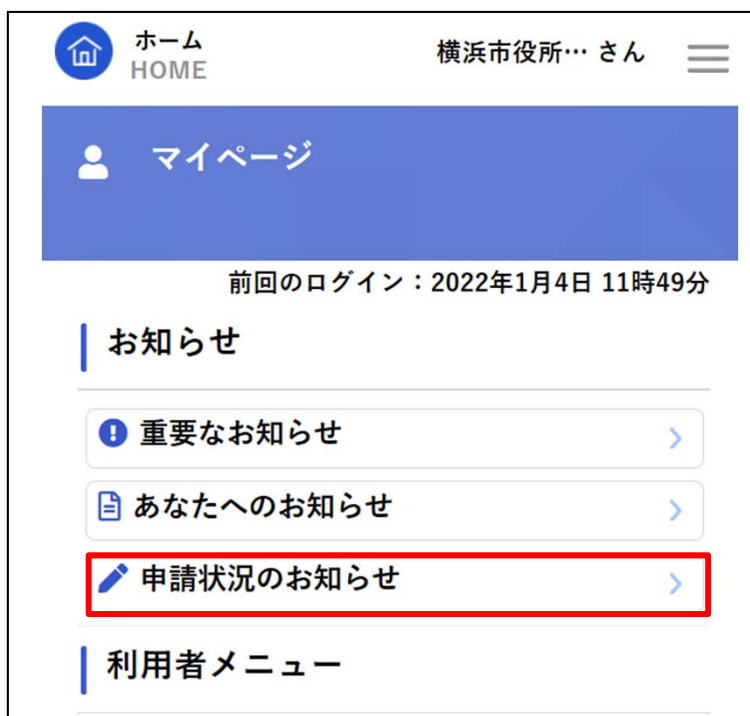 ホーム
HOME
横浜市役所… さん
マイページ
前回のログイン：2022年1月4日 11時49分
お知らせ
重要なお知らせ
あなたへのお知らせ
申請状況のお知らせ
利用者メニュー